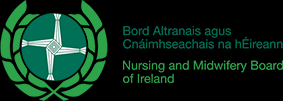 Bord Altranais agus
Cnáimhseachais na hÉireann
Nursing and Midwifery Board
of Ireland